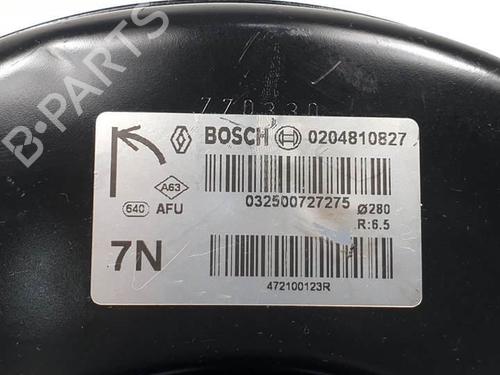 770330
BOSCH 0204810827
A63
032500727275
640 AFU
Ø280
R:6.5
7N
472100123R
B-PARTS